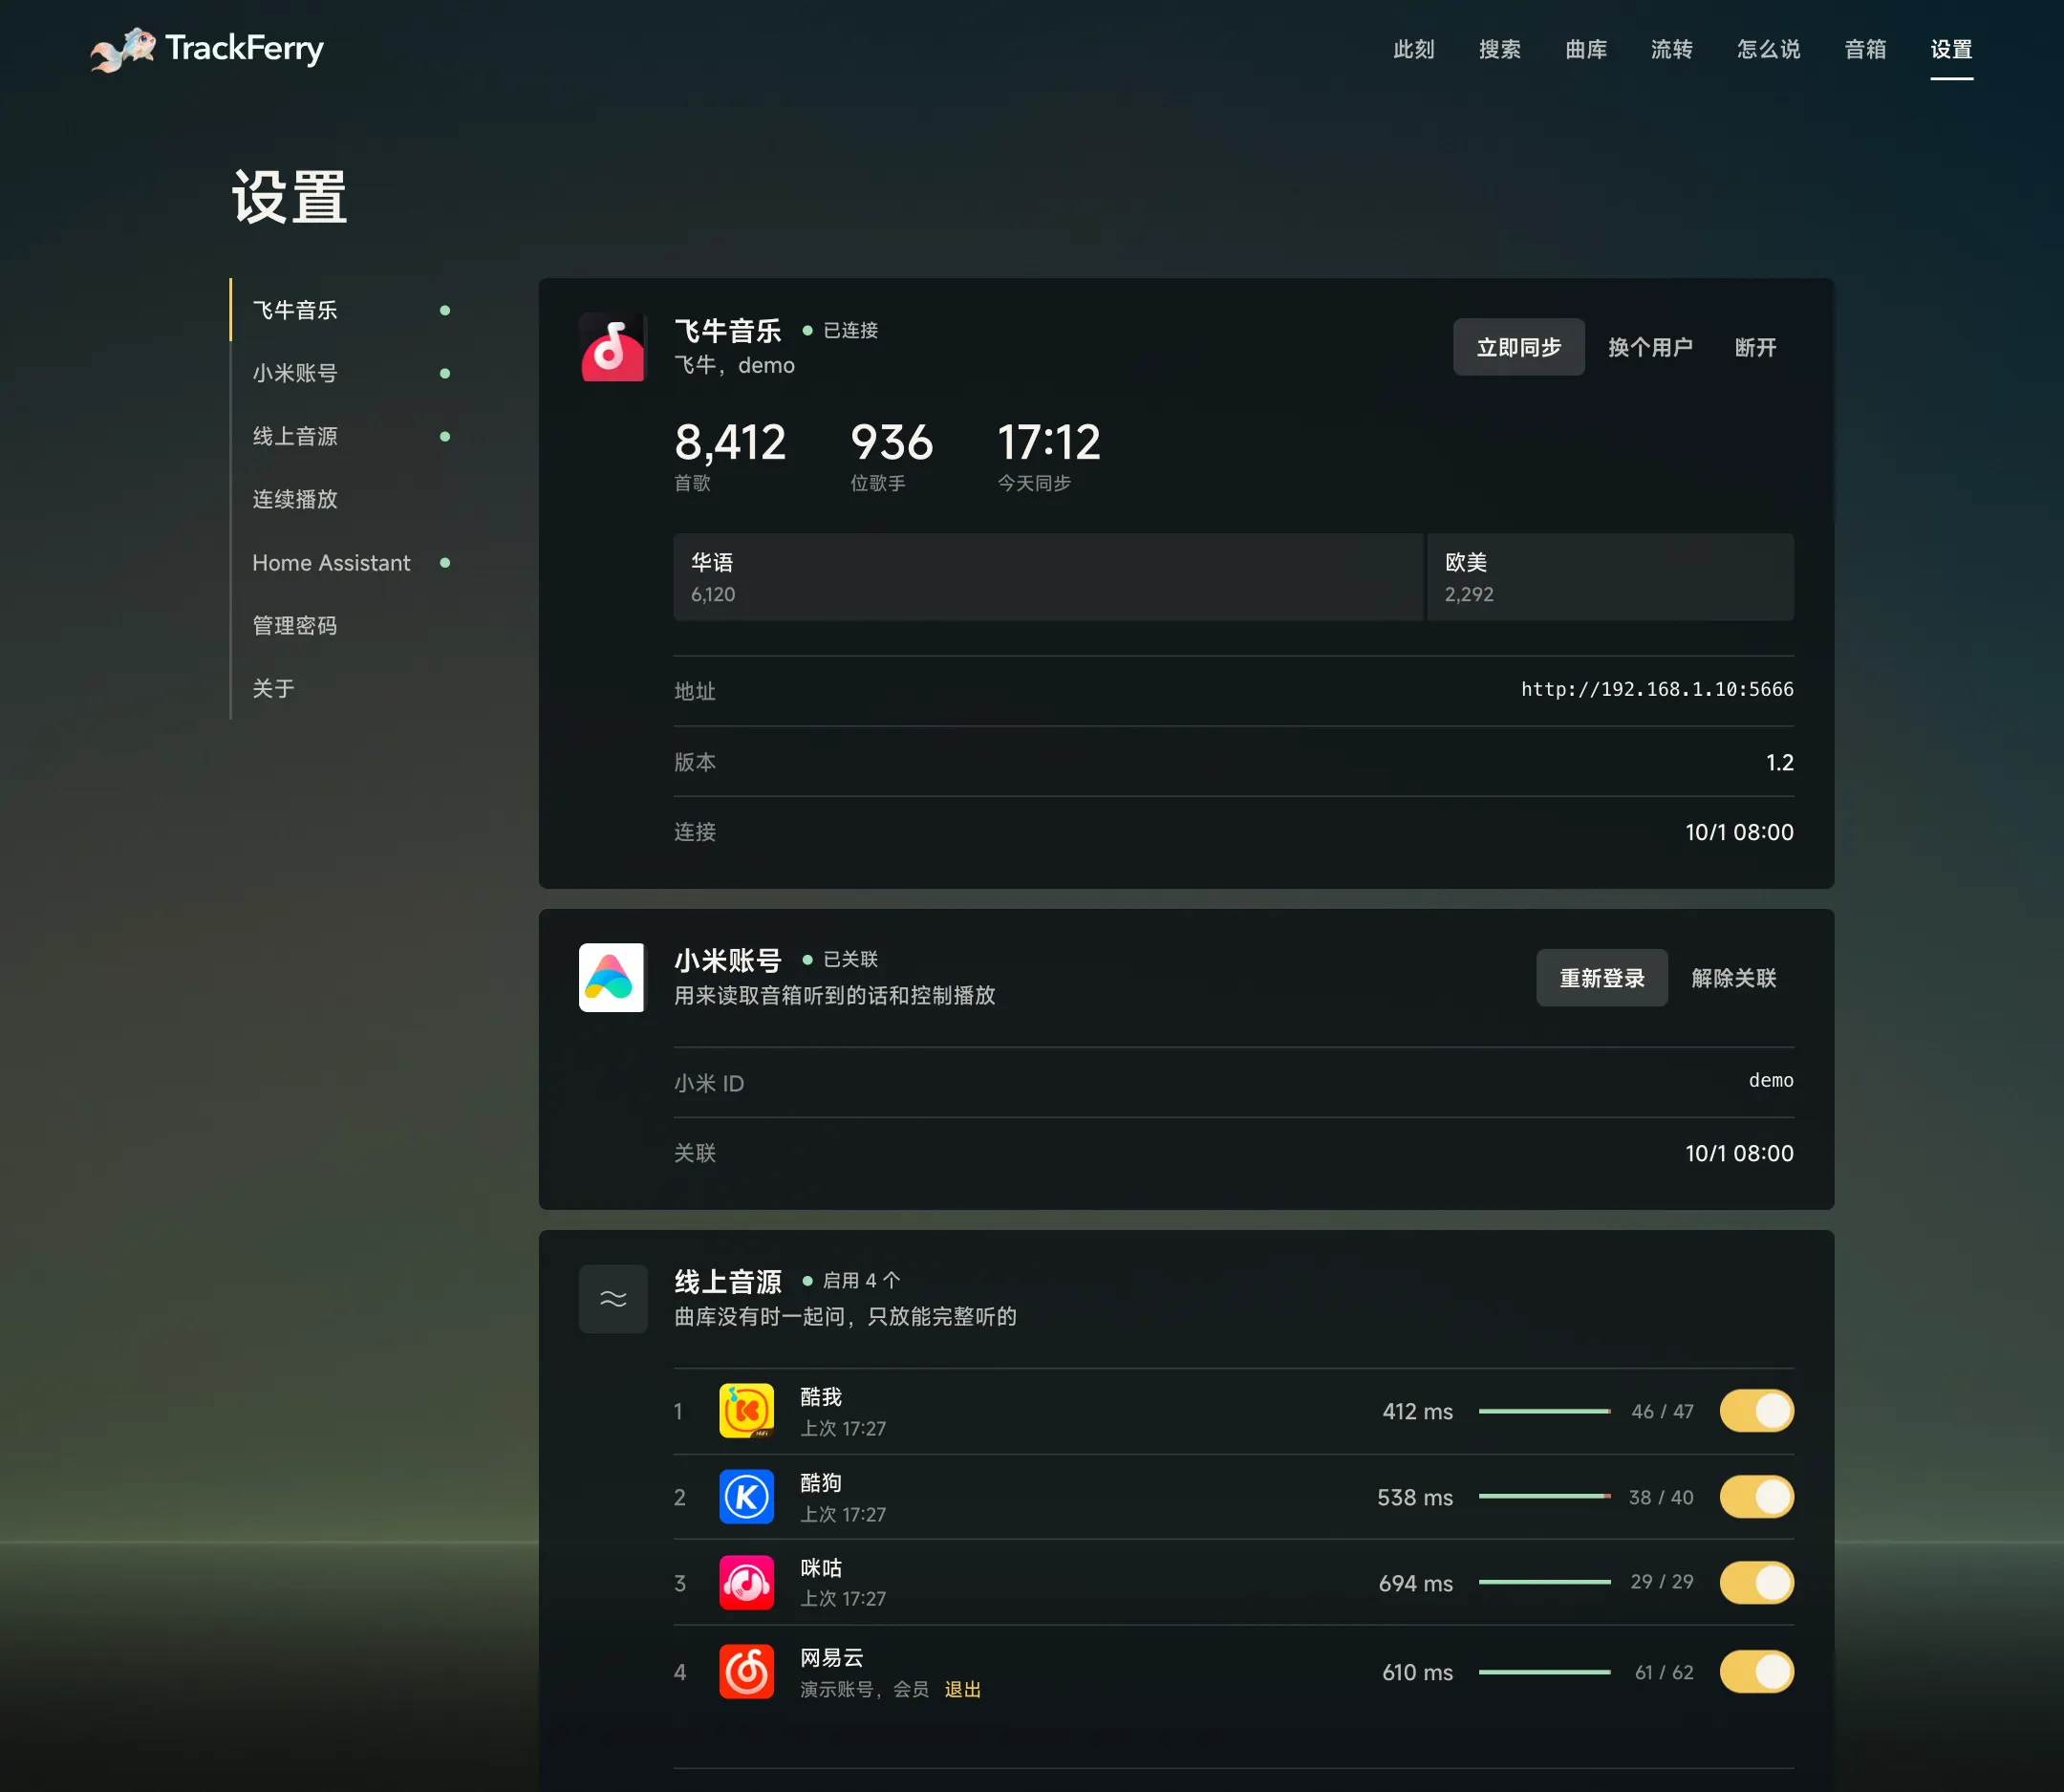 TrackFerry
此刻 搜索 曲库 流转 怎么说 音箱 设置
设置
飞牛音乐
小米账号
线上音源
连续播放
Home Assistant
管理密码
关于
飞牛音乐 已连接
飞牛，demo
立即同步 换个用户 断开
8,412 936 17:12
首歌 位歌手 今天同步
华语 欧美
6,120 2,292
地址 http://192.168.1.10:5666
版本 1.2
连接 10/1 08:00
小米账号 已关联
用来读取音箱听到的话和控制播放
重新登录 解除关联
小米 ID demo
关联 10/1 08:00
线上音源 启用 4 个
曲库没有时一起问，只放能完整听的
1 酷我 412 ms 46 / 47
上次 17:27
2 酷狗 538 ms 38 / 40
上次 17:27
3 咪咕 694 ms 29 / 29
上次 17:27
4 网易云 610 ms 61 / 62
演示账号，会员 退出